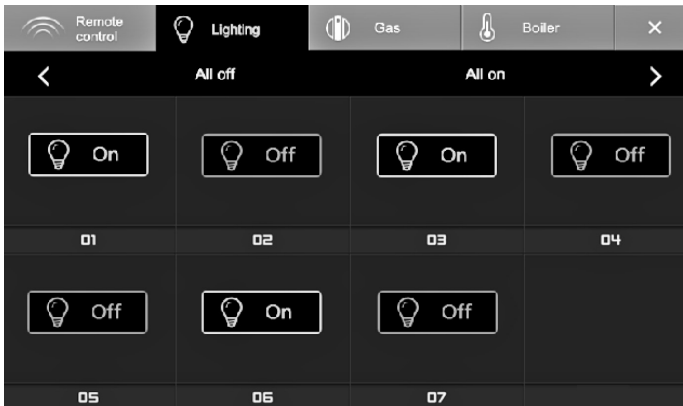 Remote control
Lighting
Gas
Boiler
All off
All on
On
Off
On
Off
01
02
03
04
Off
On
Off
05
06
07